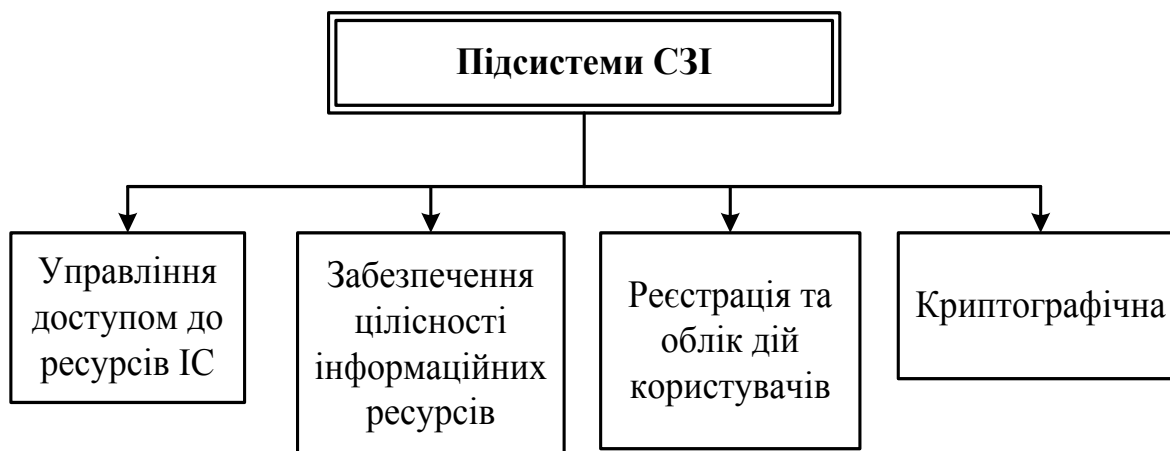 Підсистеми СЗІ
Управління
доступом до
ресурсів ІС
Забезпечення
цілісності
інформаційних
ресурсів
Реєстрація та
облік дій
користувачів
Криптографічна